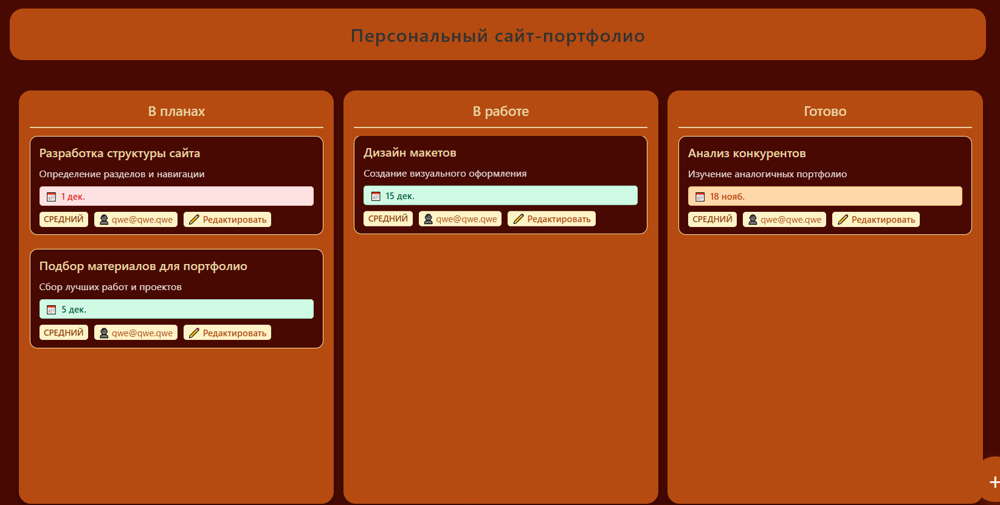 Персональный сайт-портфолио
В планах
Разработка структуры сайта
Определение разделов и навигации
1 дек.
СРЕДНИЙ qwe@qwe.qwe Редактировать
Подбор материалов для портфолио
Сбор лучших работ и проектов
5 дек.
СРЕДНИЙ qwe@qwe.qwe Редактировать
В работе
Дизайн макетов
Создание визуального оформления
15 дек.
СРЕДНИЙ qwe@qwe.qwe Редактировать
Готово
Анализ конкурентов
Изучение аналогичных портфолио
18 нояб.
СРЕДНИЙ qwe@qwe.qwe Редактировать
+